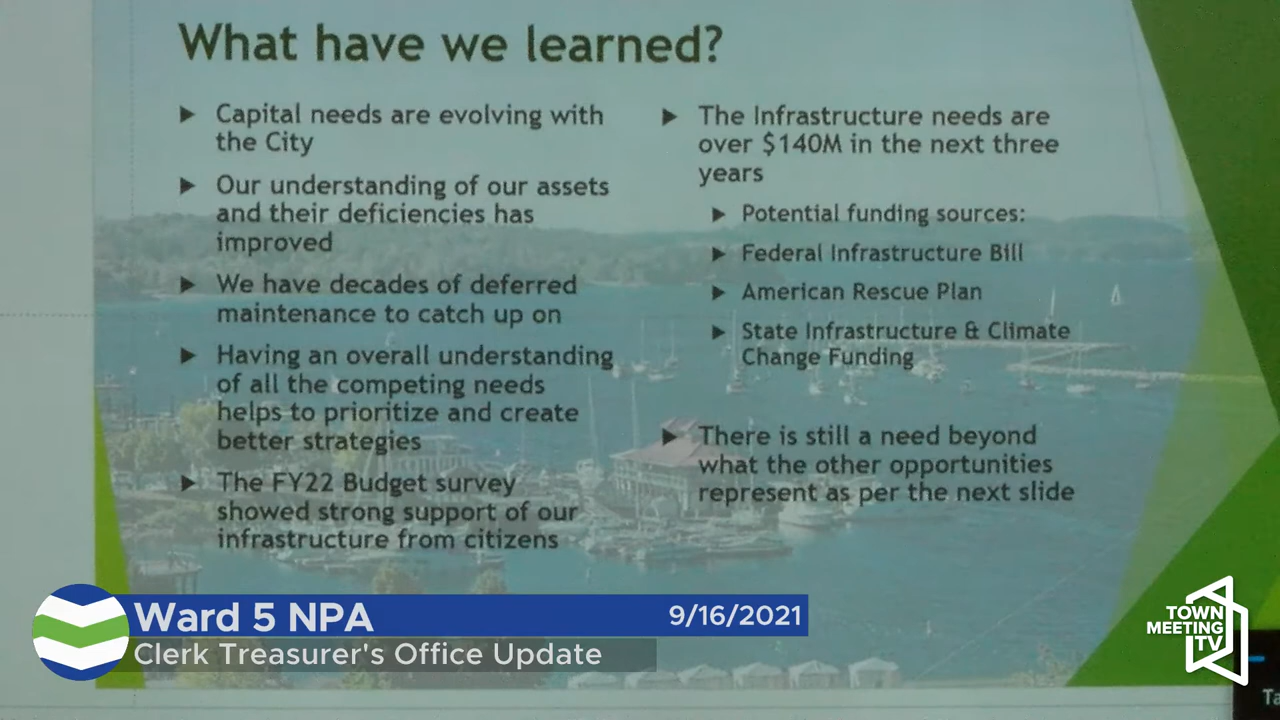 What have we learned?
Capital needs are evolving with
the City
Our understanding of our assets
and their deficiencies has
improved
We have decades of deferred
maintenance to catch up on
Having an overall understanding
of all the competing needs
helps to prioritize and create
better strategies
The FY22 Budget survey
showed strong support of our
infrastructure from citizens
The Infrastructure needs are
over $140M in the next three
years
Potential funding sources:
Federal Infrastructure Bill
American Rescue Plan
State Infrastructure & Climate
Change Funding
There is still a need beyond
what the other opportunities
represent as per the next slide
Ward 5 NPA
9/16/2021
Clerk Treasurer's Office Update
TOWN
MEETING
TV